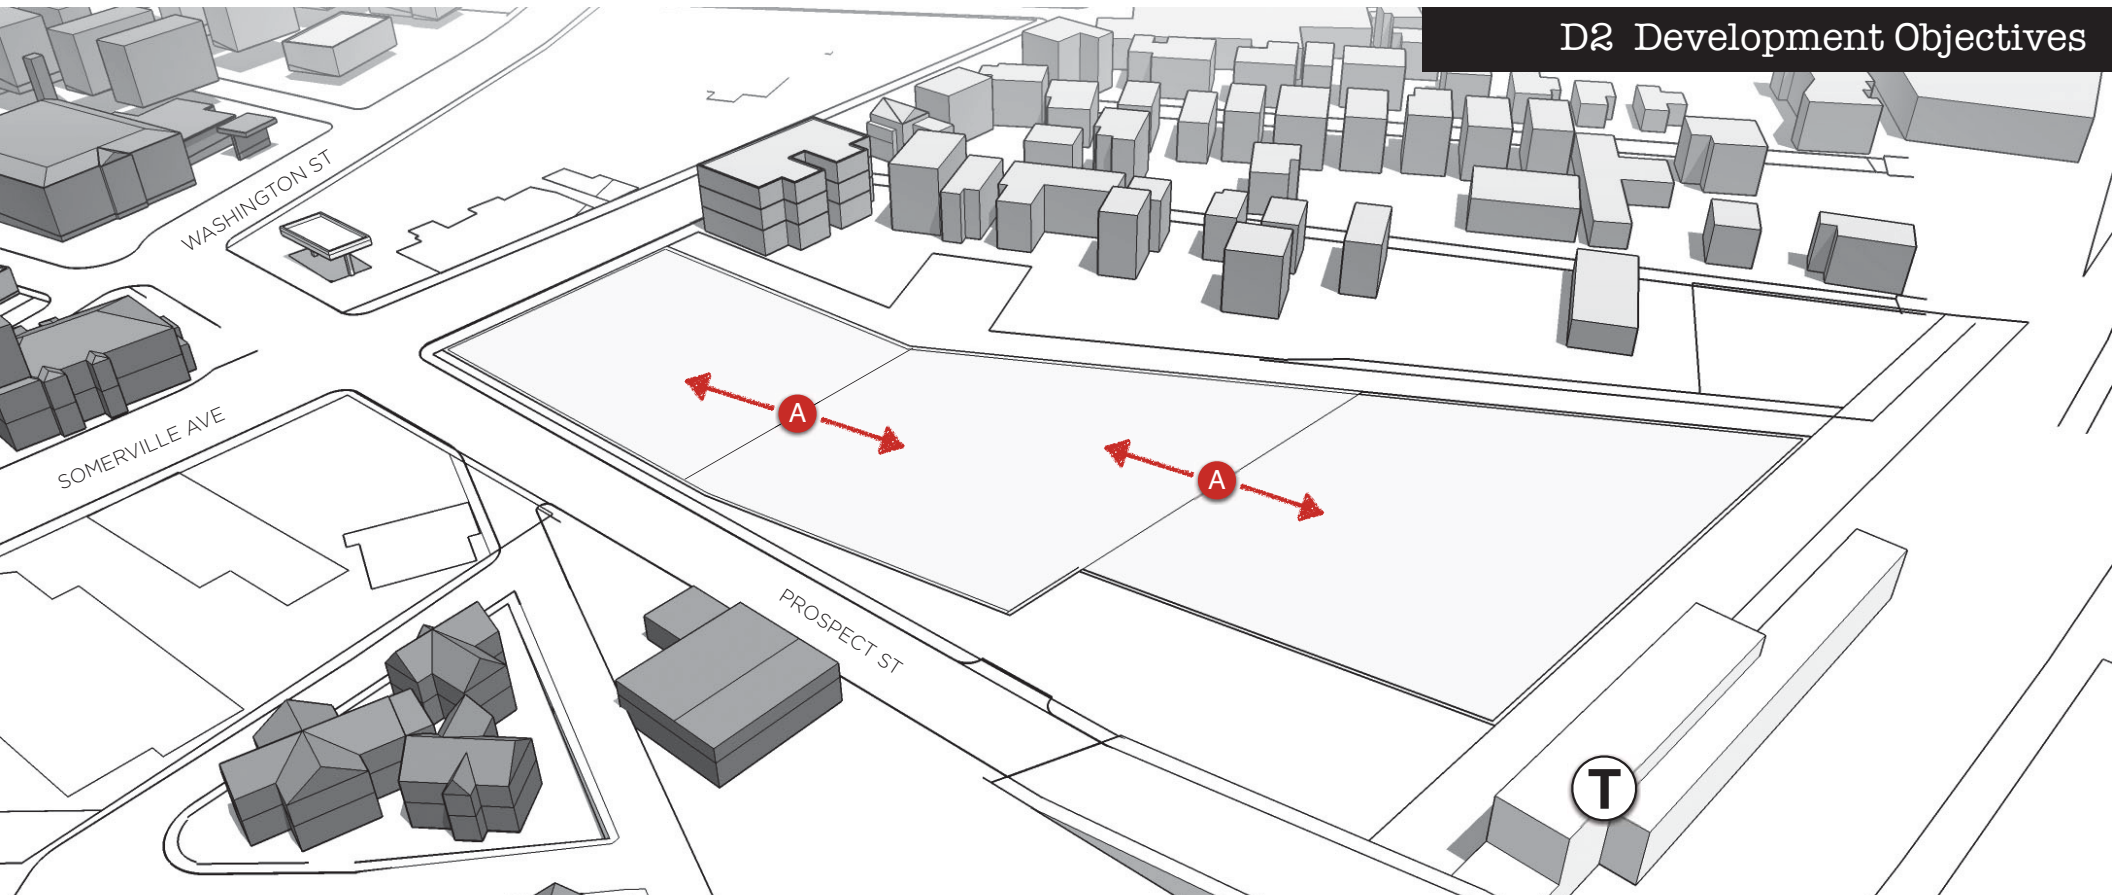 D2 Development Objectives
WASHINGTON ST
SOMERVILLE AVE
A
A
PROSPECT ST
T